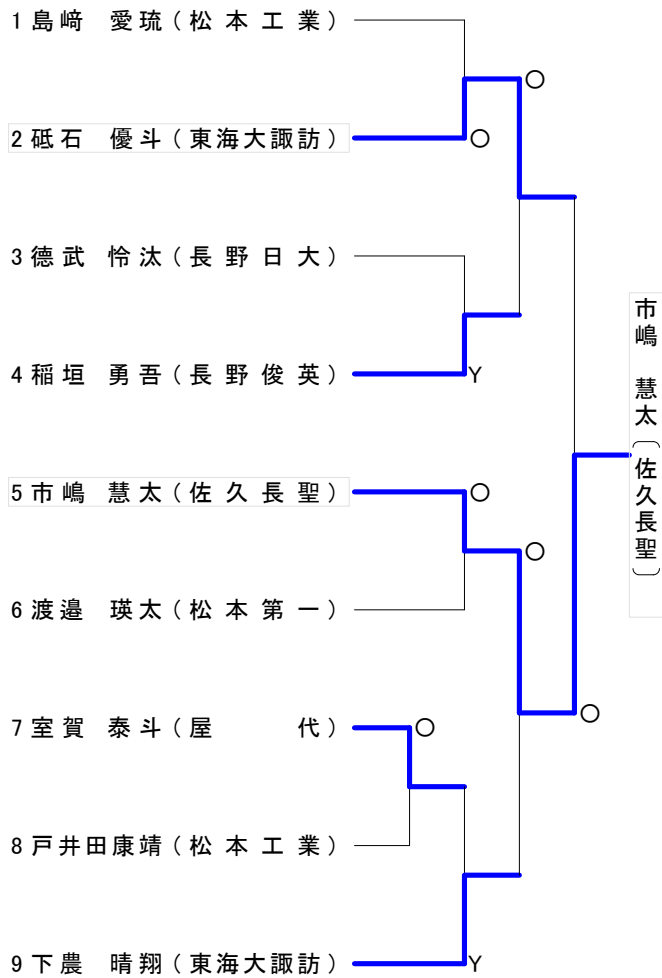 1 島﨑 愛琉 (松本工業)
○
2 砥石 優斗 (東海大諏訪)
○
3 德武 怜汰 (長野日大)
4 稲垣 勇吾 (長野俊英)
Y
5 市嶋 慧太 (佐久長聖)
○
○
6 渡邉 瑛太 (松本第一)
7 室賀 泰斗 (屋代)
○
8 戸井田康靖 (松本工業)
9 下農 晴翔 (東海大諏訪)
Y
○
市嶋 慧太 (佐久長聖)